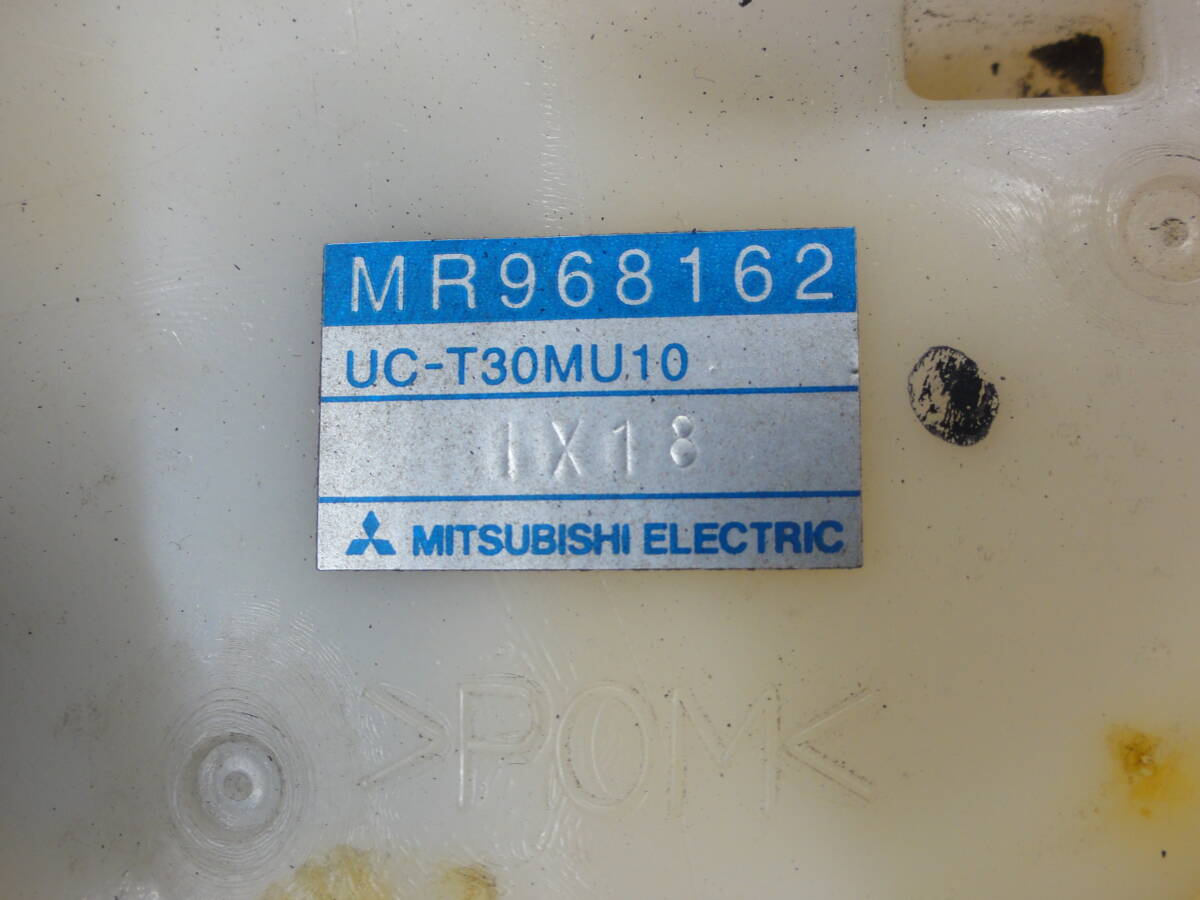 MR968162
UC-T30MU10
1X18
MITSUBISHI ELECTRIC
>POM<